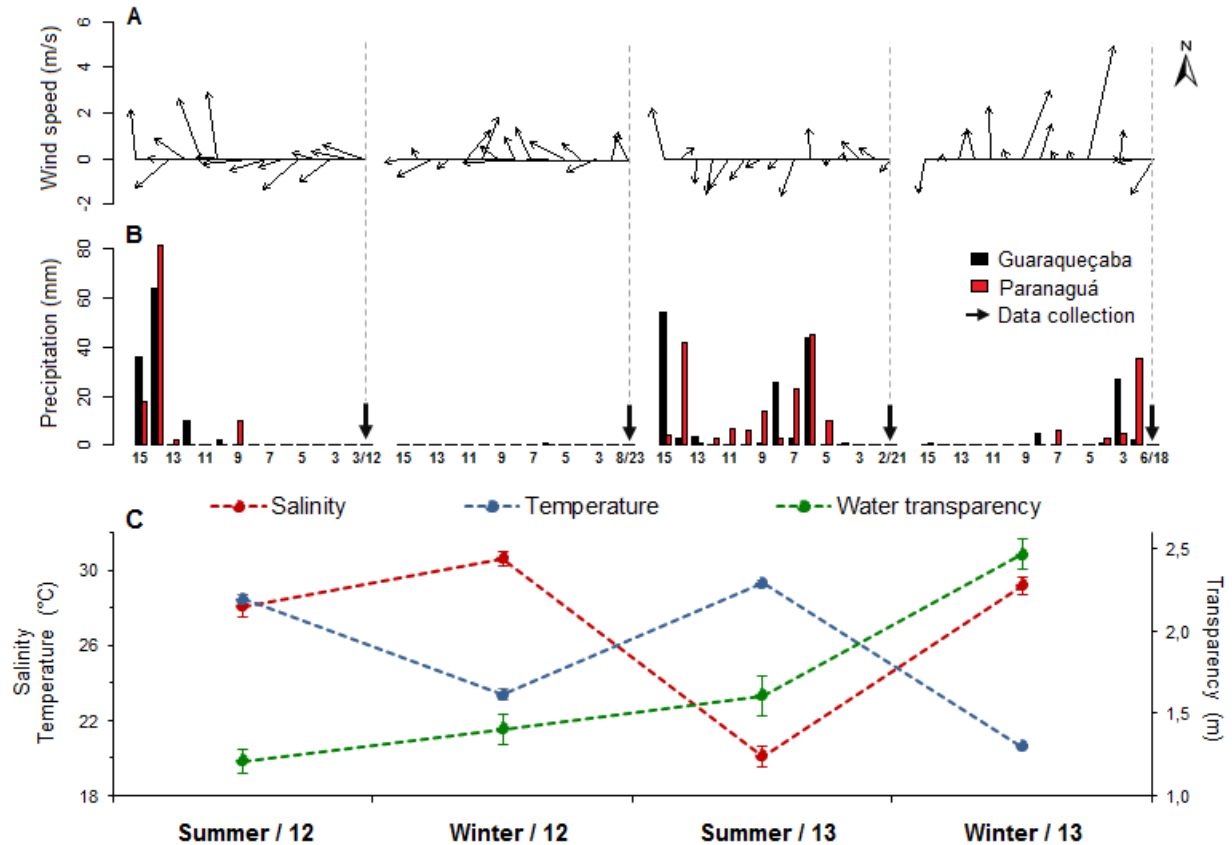 A
Wind speed (m/s)
6
4
2
0
-2
N
B
Precipitation (mm)
80
60
40
20
0
Guaraqueçaba
Paranaguá
Data collection
15 13 11 9 7 5 3 3/12 15 13 11 9 7 5 3 8/23 15 13 11 9 7 5 3 2/21 15 13 11 9 7 5 3 6/18
Salinity Temperature Water transparency
C
Salinity
Temperature (°C)
30
26
22
18
2,5
2,0
1,5
1,0
Transparency (m)
Summer / 12 Winter / 12 Summer / 13 Winter / 13